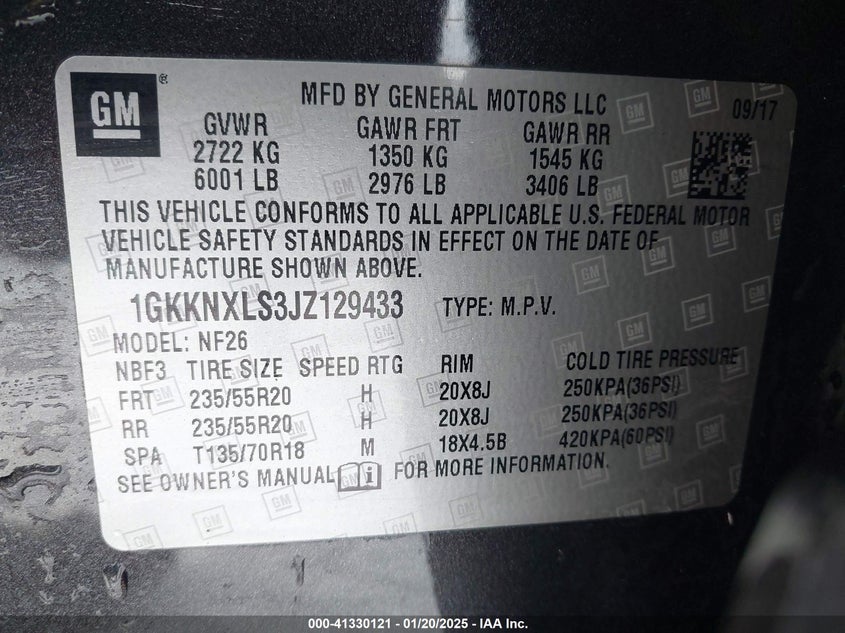 GM
MFD BY GENERAL MOTORS LLC 09/17
GVWR GAWR FRT GAWR RR
2722 KG 1350 KG 1545 KG
6001 LB 2976 LB 3406 LB
THIS VEHICLE CONFORMS TO ALL APPLICABLE U.S. FEDERAL MOTOR
VEHICLE SAFETY STANDARDS IN EFFECT ON THE DATE OF
MANUFACTURE SHOWN ABOVE.
1GKKNXLS3JZ129433 TYPE: M.P.V.
MODEL: NF26
NBF3 TIRE SIZE SPEED RTG RIM COLD TIRE PRESSURE
FRT 235/55R20 H 20X8J 250KPA(36PSI)
RR 235/55R20 H 20X8J 250KPA(36PSI)
SPA T135/70R18 M 18X4.5B 420KPA(60PSI)
SEE OWNER'S MANUAL FOR MORE INFORMATION.
000-41330121 - 01/20/2025 - IAA Inc.